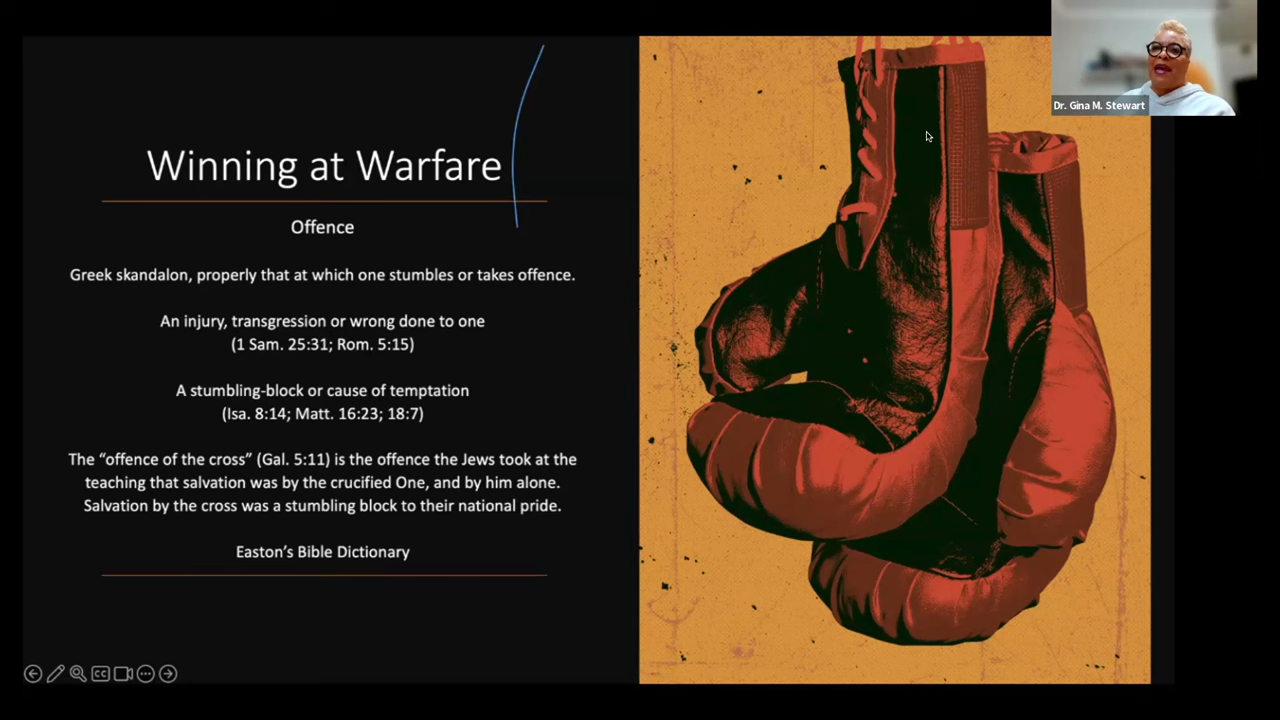 Winning at Warfare
Offence
Greek skandalon, properly that at which one stumbles or takes offence.
An injury, transgression or wrong done to one
(1 Sam. 25:31; Rom. 5:15)
A stumbling-block or cause of temptation
(Isa. 8:14; Matt. 16:23; 18:7)
The “offence of the cross” (Gal. 5:11) is the offence the Jews took at the
teaching that salvation was by the crucified One, and by him alone.
Salvation by the cross was a stumbling block to their national pride.
Easton’s Bible Dictionary
Dr. Gina M. Stewart
CC